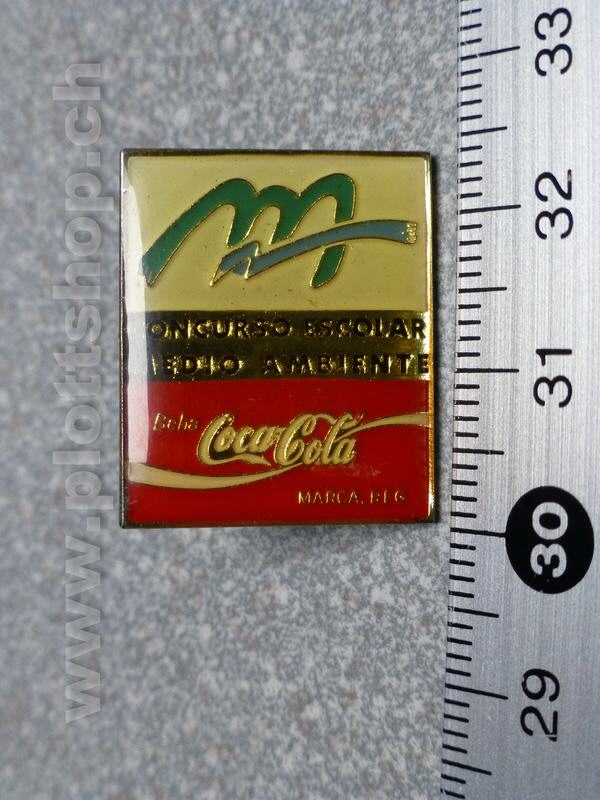 ONCURSO ESCOLAR
EDIO AMBIENTE
Beba Coca-Cola
MARCA. REG
www.plottshop.ch
33
32
31
30
29